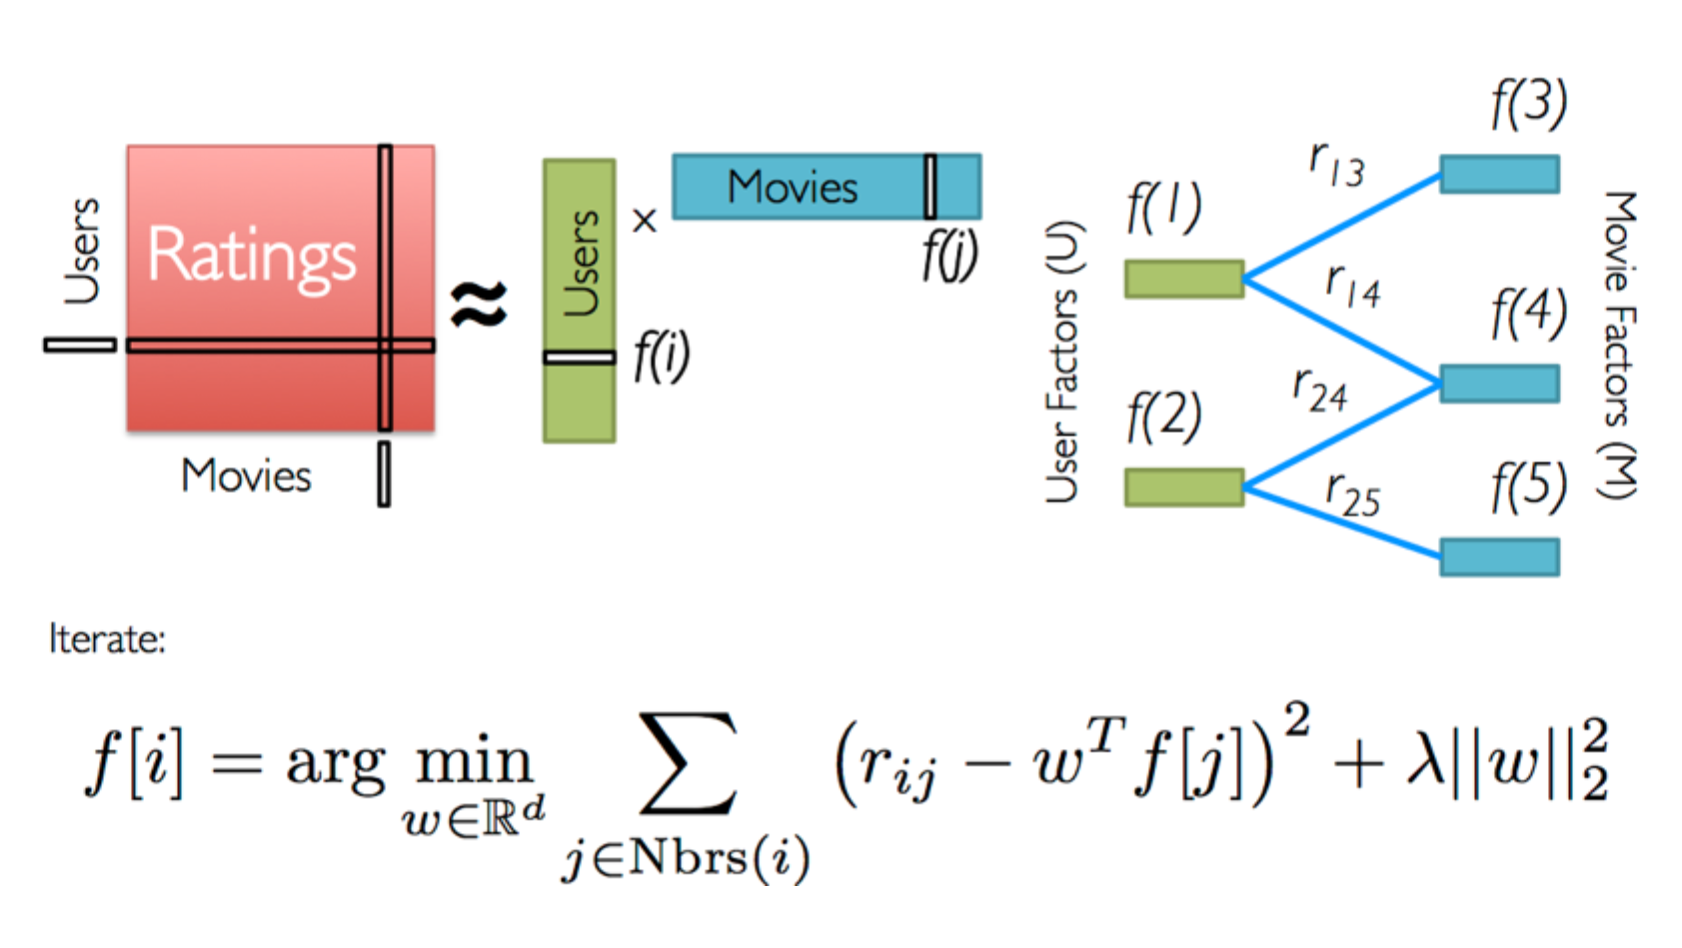 Users
Ratings
Movies
≈
Users
f(i)
x
Movies
f(j)
User Factors (U)
f(1)
f(2)
r13
r14
r24
r25
f(3)
f(4)
f(5)
Movie Factors (M)
Iterate:
f[i] = arg min_{w∈ℝ^d} ∑_{j∈Nbrs(i)} (r_{ij} − w^T f[j])^2 + λ||w||_2^2